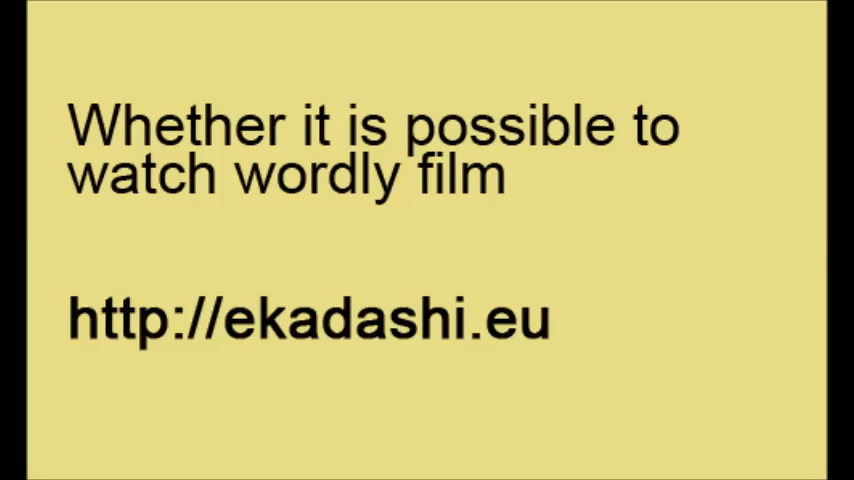 Whether it is possible to
watch wordly film
http://ekadashi.eu